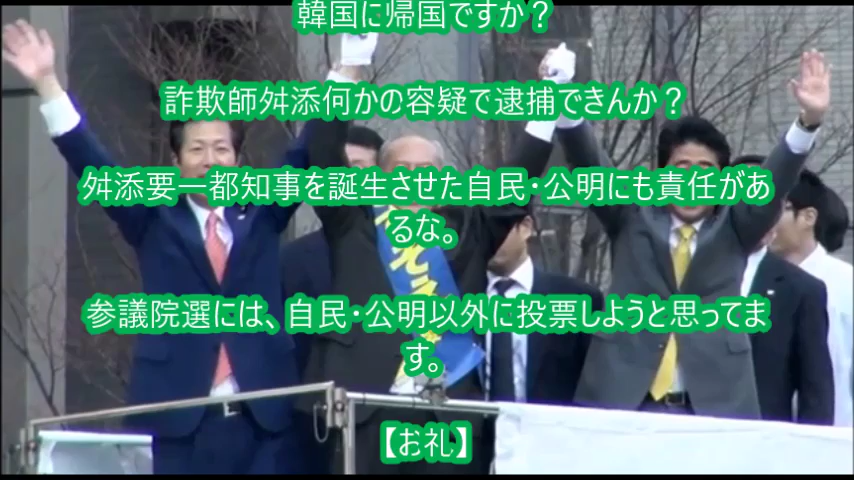 韓国に帰国ですか？
詐欺師舛添何かの容疑で逮捕できんか？
舛添要一都知事を誕生させた自民・公明にも責任があ
るな。
参議院選には、自民・公明以外に投票しようと思ってま
す。
【お礼】